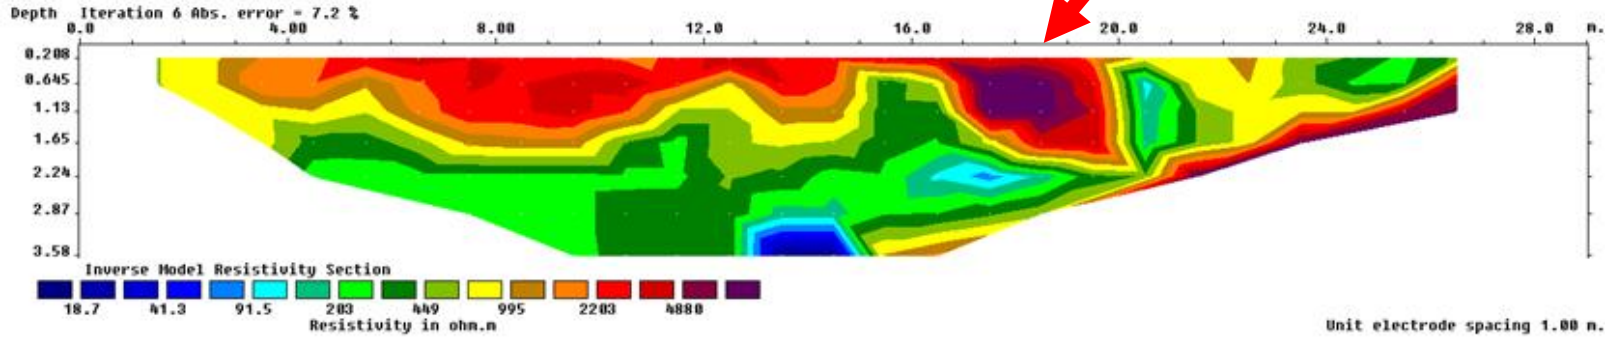 Depth Iteration 6 Abs. error = 7.2 %
0.0 4.00 8.00 12.0 16.0 20.0 24.0 28.0 m.
0.208
0.645
1.13
1.65
2.24
2.87
3.58
Inverse Model Resistivity Section
18.7 41.3 91.5 203 449 995 2203 4880
Resistivity in ohm.m
Unit electrode spacing 1.00 m.